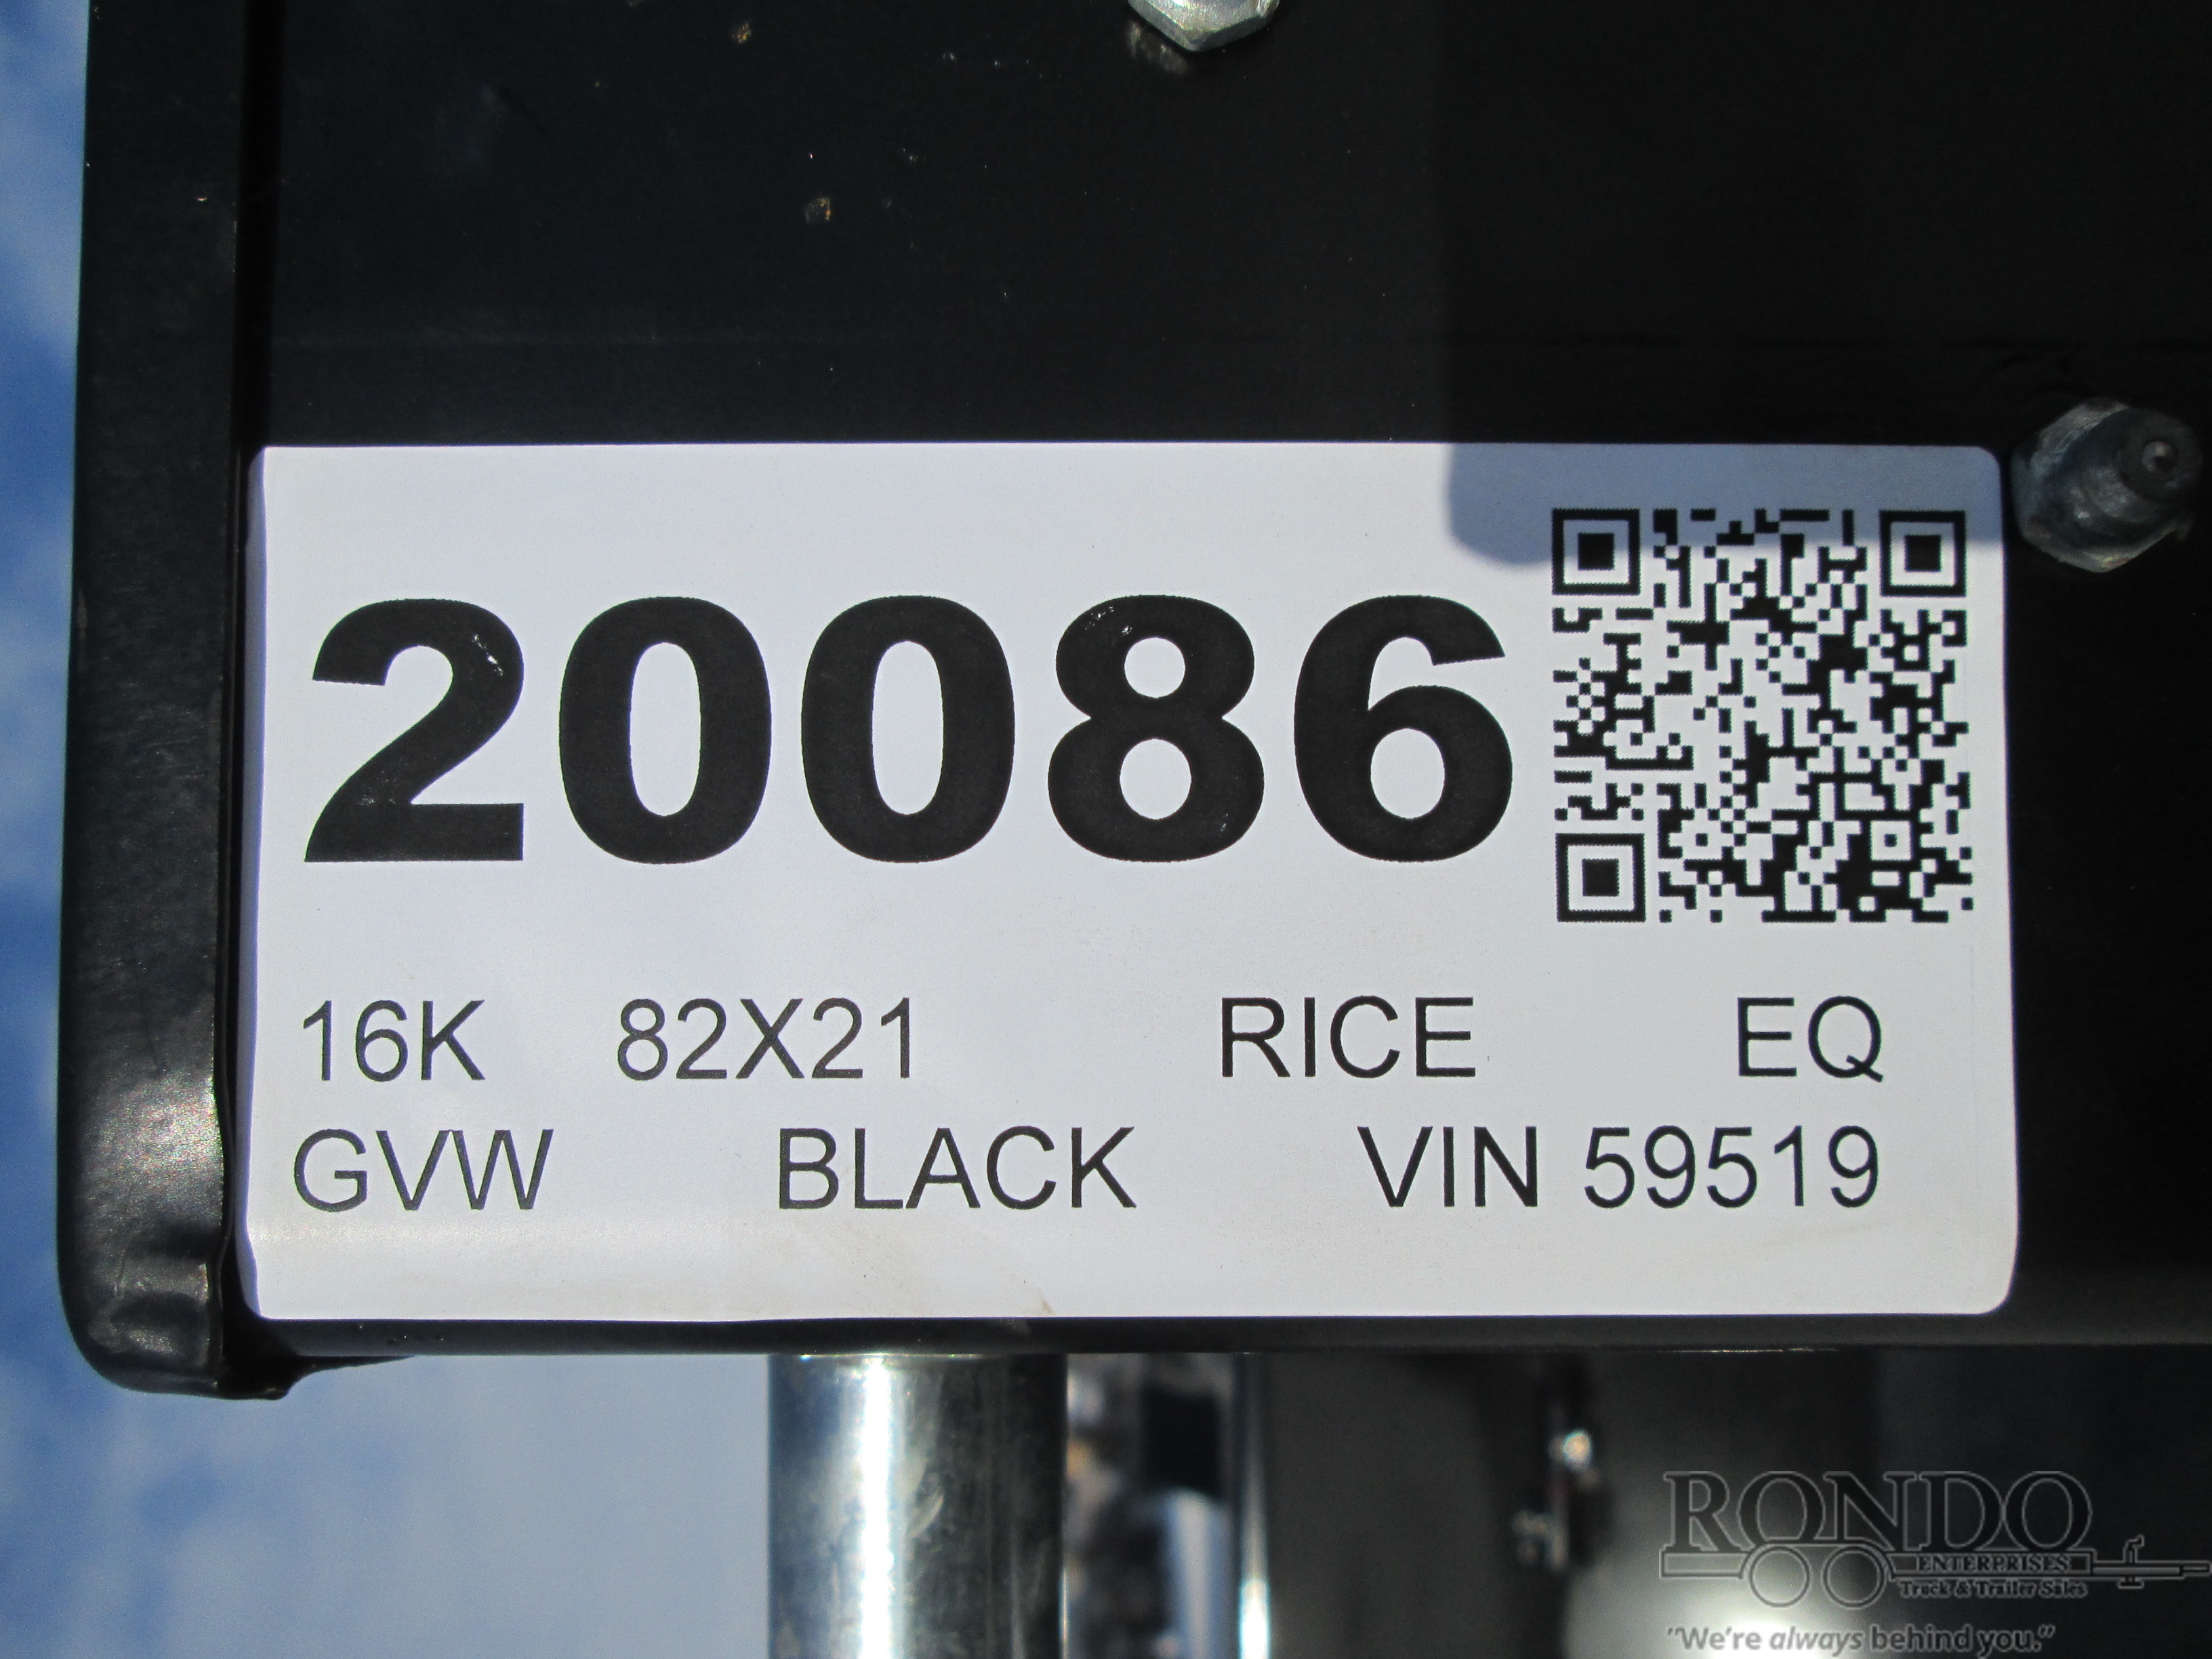 20086
16K 82X21 RICE EQ
GVW BLACK VIN 59519
RONDO
ENTERPRISES
Truck & Trailer Sales
"We're always behind you."